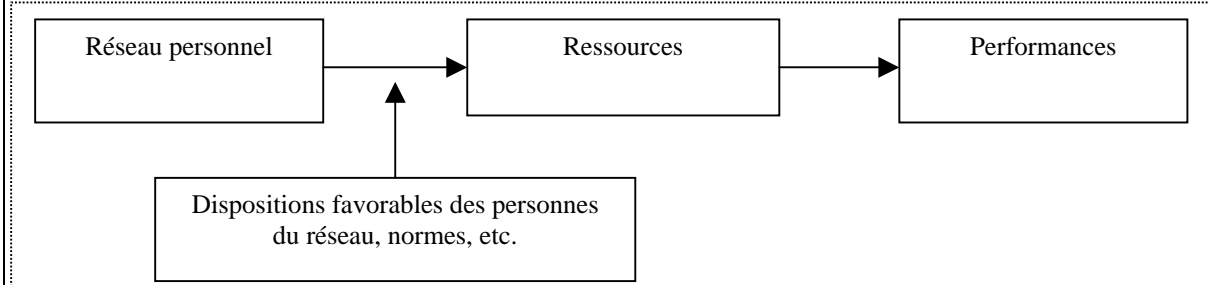 Réseau personnel
Ressources
Performances
Dispositions favorables des personnes
du réseau, normes, etc.